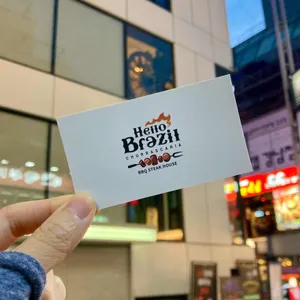 Hello
Brazil
CHURRASCARIA
BBQ STEAK HOUSE